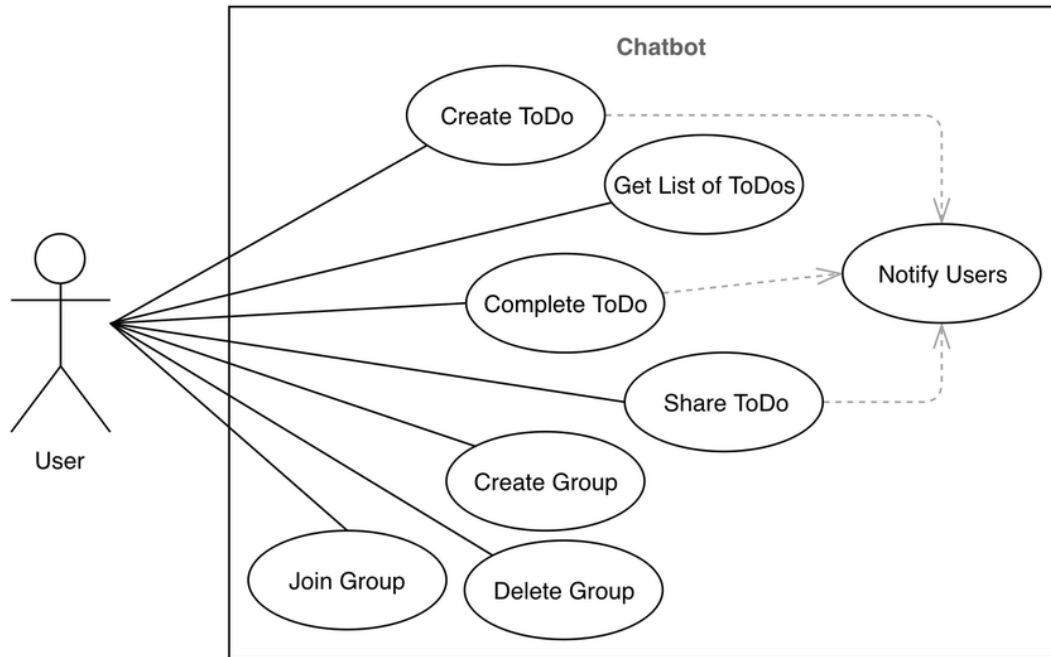 Chatbot
Create ToDo
Get List of ToDos
Notify Users
Complete ToDo
Share ToDo
User
Create Group
Join Group
Delete Group